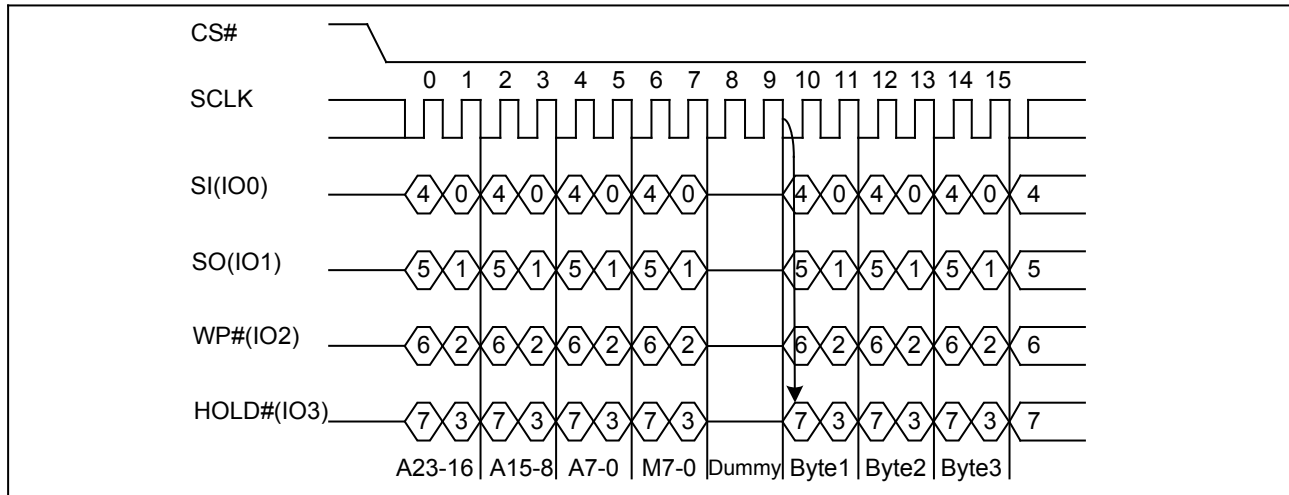 CS#
0 1 2 3 4 5 6 7 8 9 10 11 12 13 14 15
SCLK
SI(IO0) 4 0 4 0 4 0 4 0 4 0 4 0 4 0 4
SO(IO1) 5 1 5 1 5 1 5 1 5 1 5 1 5 1 5
WP#(IO2) 6 2 6 2 6 2 6 2 6 2 6 2 6 2 6
HOLD#(IO3) 7 3 7 3 7 3 7 3 7 3 7 3 7 3 7
A23-16 A15-8 A7-0 M7-0 Dummy Byte1 Byte2 Byte3